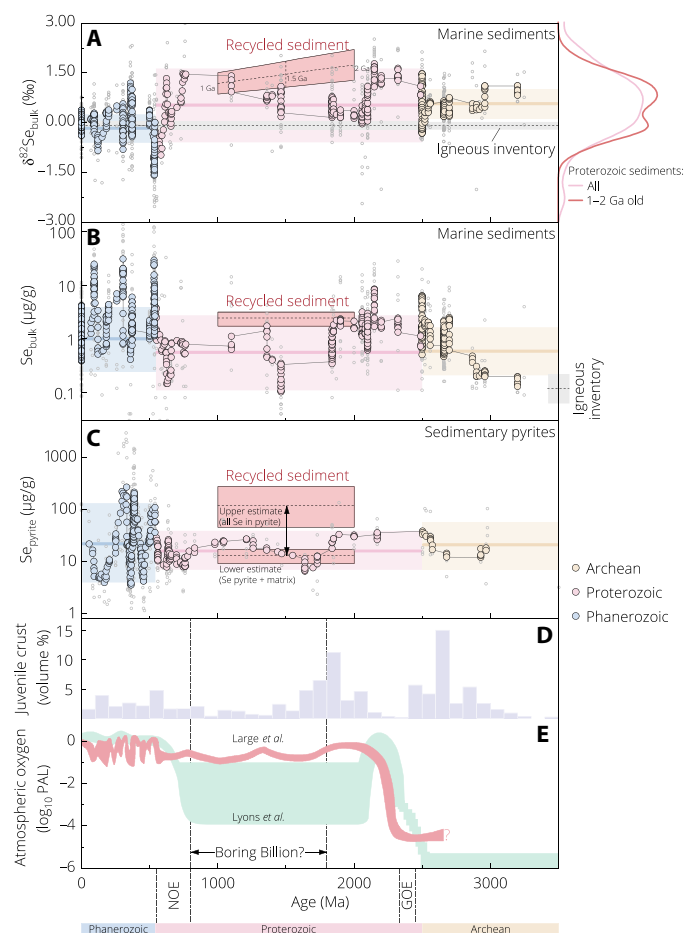 3.00
A
Recycled sediment
Marine sediments
1.50
2 Ga
1.5 Ga
1 Ga
0.00
δ⁸²Se_bulk (‰)
Igneous inventory
−1.50
Proterozoic sediments:
All
1–2 Ga old
−3.00
B
Marine sediments
100
10
Recycled sediment
Se_bulk (µg/g)
1
0.1
Igneous
inventory
C
Sedimentary pyrites
1000
Recycled sediment
Se_pyrite (µg/g)
100
Upper estimate
(all Se in pyrite)
10
Lower estimate
(Se pyrite + matrix)
1
Archean
Proterozoic
Phanerozoic
15
D
Juvenile crust
(volume %)
10
5
0
E
Large et al.
Atmospheric oxygen
(log₁₀ PAL)
−2
Lyons et al.
−4
?
Boring Billion?
−6
0
NOE
1000
2000
GOE
3000
Age (Ma)
Phanerozoic
Proterozoic
Archean